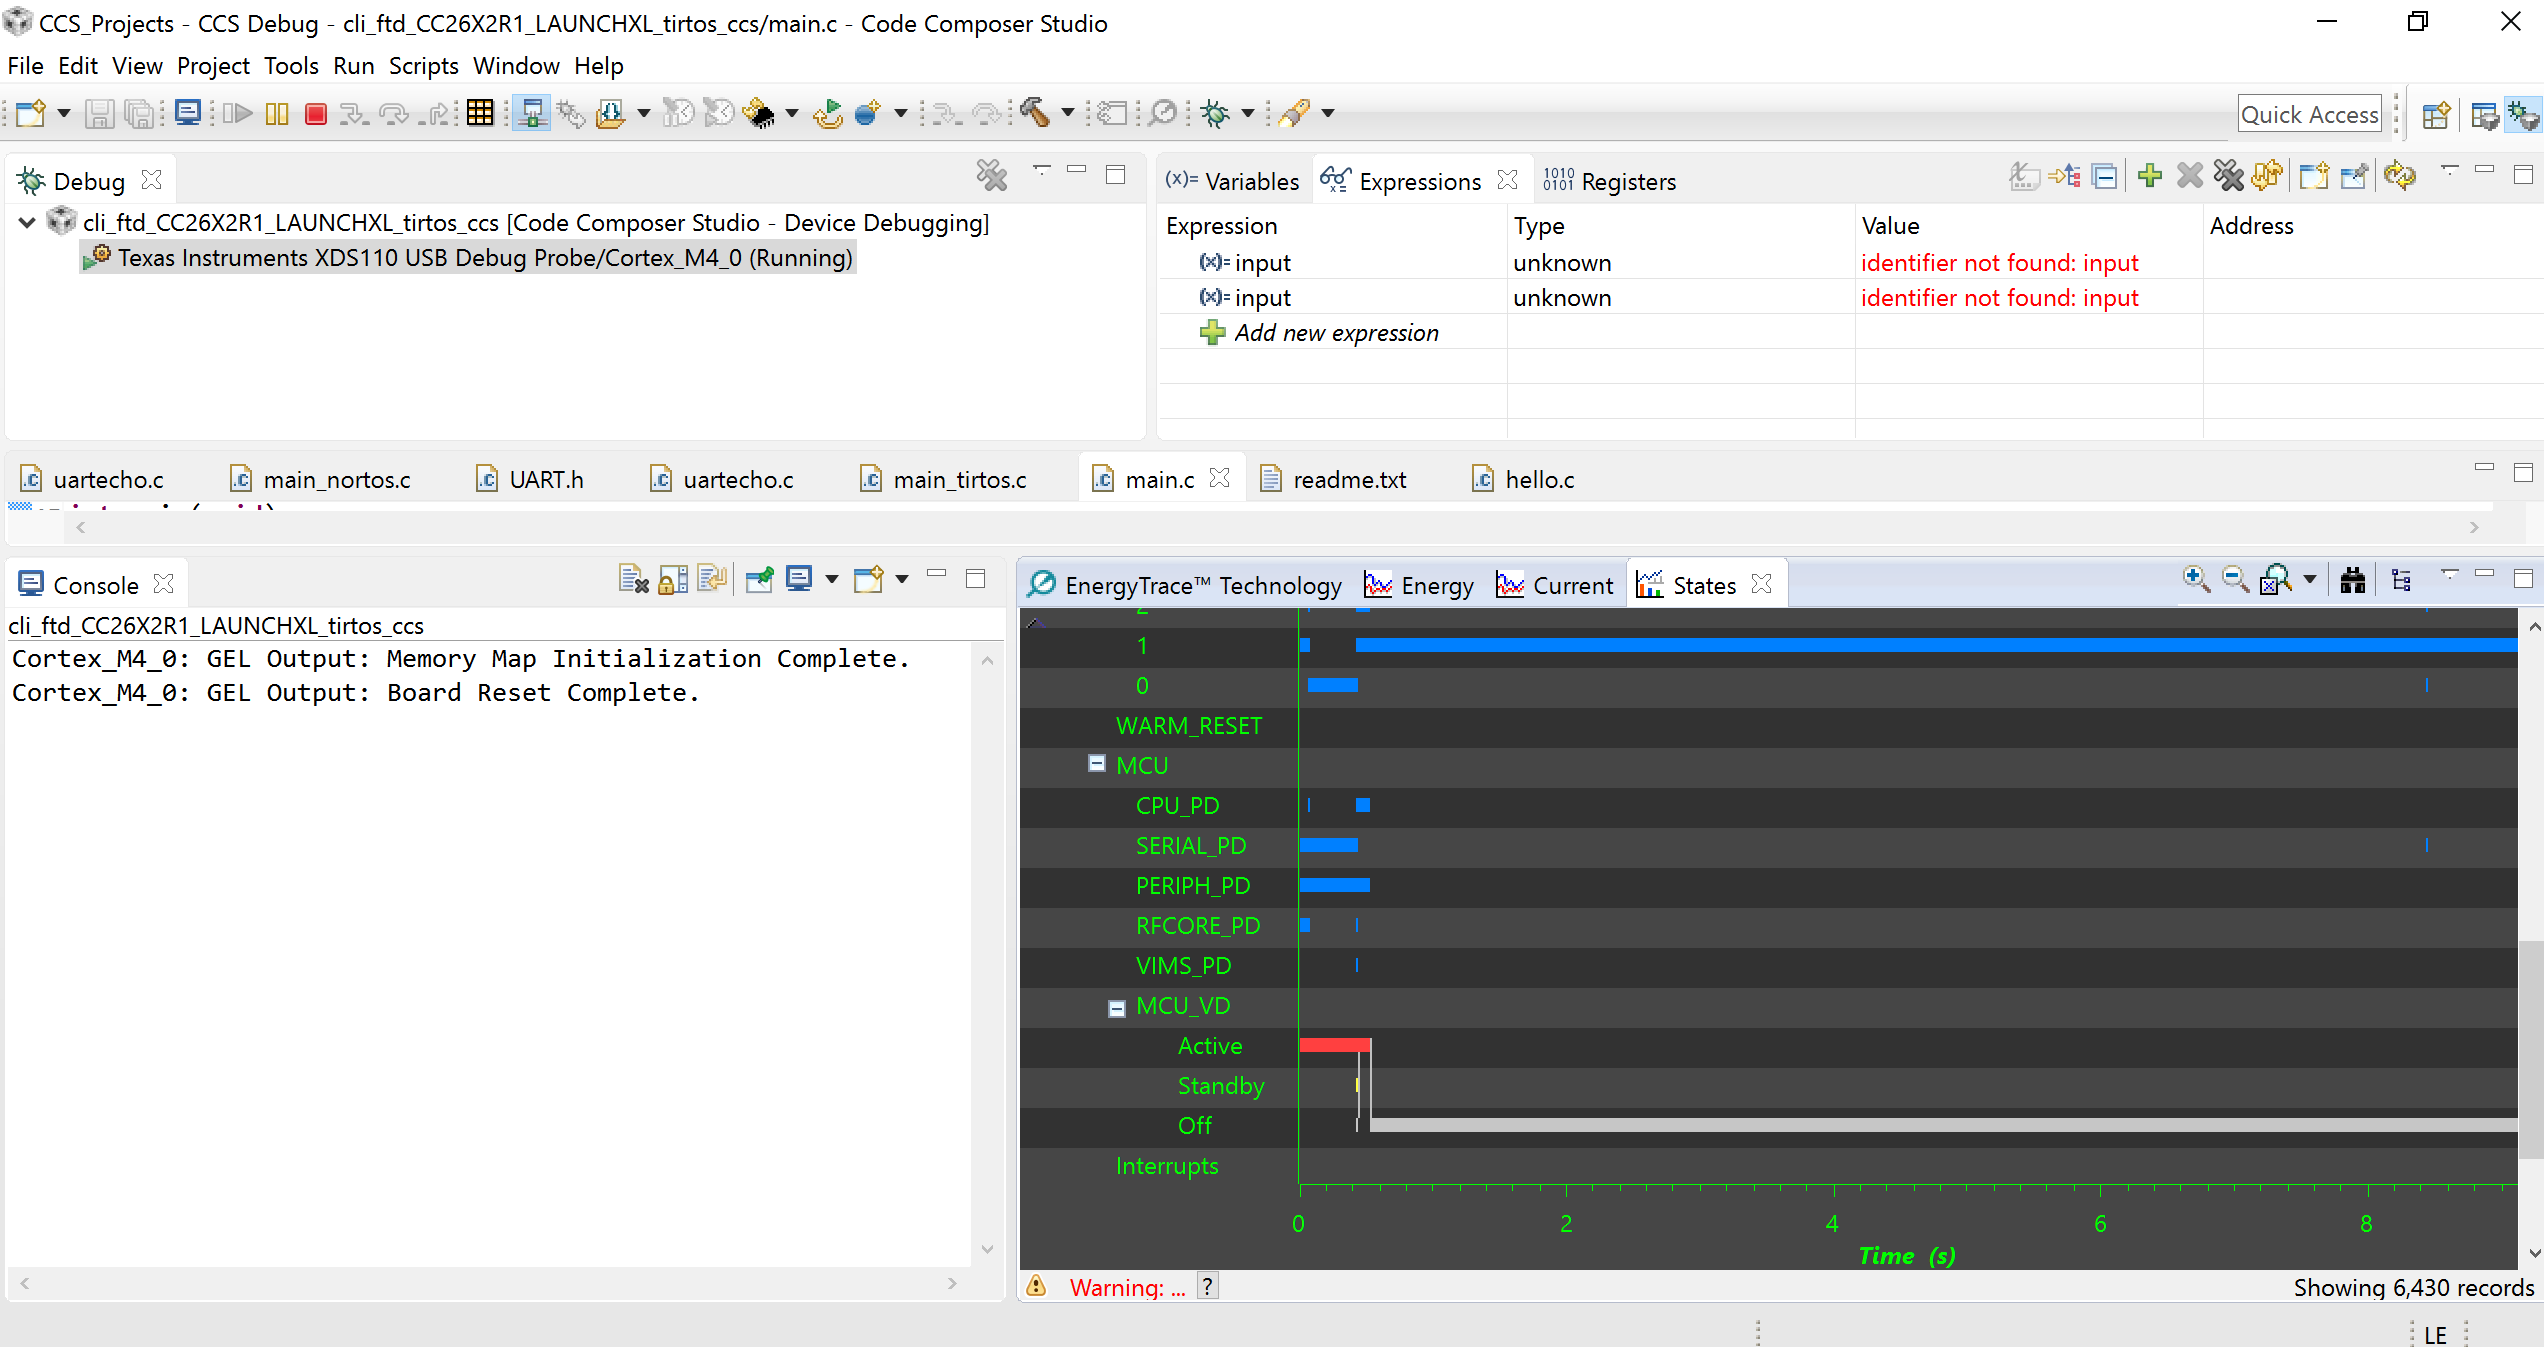 CCS_Projects - CCS Debug - cli_ftd_CC26X2R1_LAUNCHXL_tirtos_ccs/main.c - Code Composer Studio
File Edit View Project Tools Run Scripts Window Help
Quick Access
Debug
cli_ftd_CC26X2R1_LAUNCHXL_tirtos_ccs [Code Composer Studio - Device Debugging]
Texas Instruments XDS110 USB Debug Probe/Cortex_M4_0 (Running)
(x)= Variables Expressions 1010 0101 Registers
Expression Type Value Address
(x)= input unknown identifier not found: input
(x)= input unknown identifier not found: input
Add new expression
uartecho.c main_nortos.c UART.h uartecho.c main_tirtos.c main.c readme.txt hello.c
Console
cli_ftd_CC26X2R1_LAUNCHXL_tirtos_ccs
Cortex_M4_0: GEL Output: Memory Map Initialization Complete.
Cortex_M4_0: GEL Output: Board Reset Complete.
EnergyTrace™ Technology Energy Current States
2
1
0
WARM_RESET
MCU
CPU_PD
SERIAL_PD
PERIPH_PD
RFCORE_PD
VIMS_PD
MCU_VD
Active
Standby
Off
Interrupts
0 2 4 6 8
Time (s)
Warning: ... ? Showing 6,430 records
LE